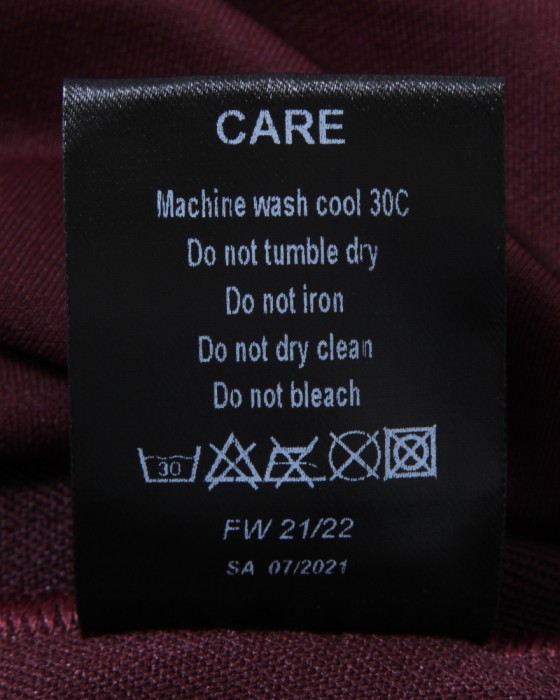 CARE
Machine wash cool 30C
Do not tumble dry
Do not iron
Do not dry clean
Do not bleach
30
FW 21/22
SA 07/2021